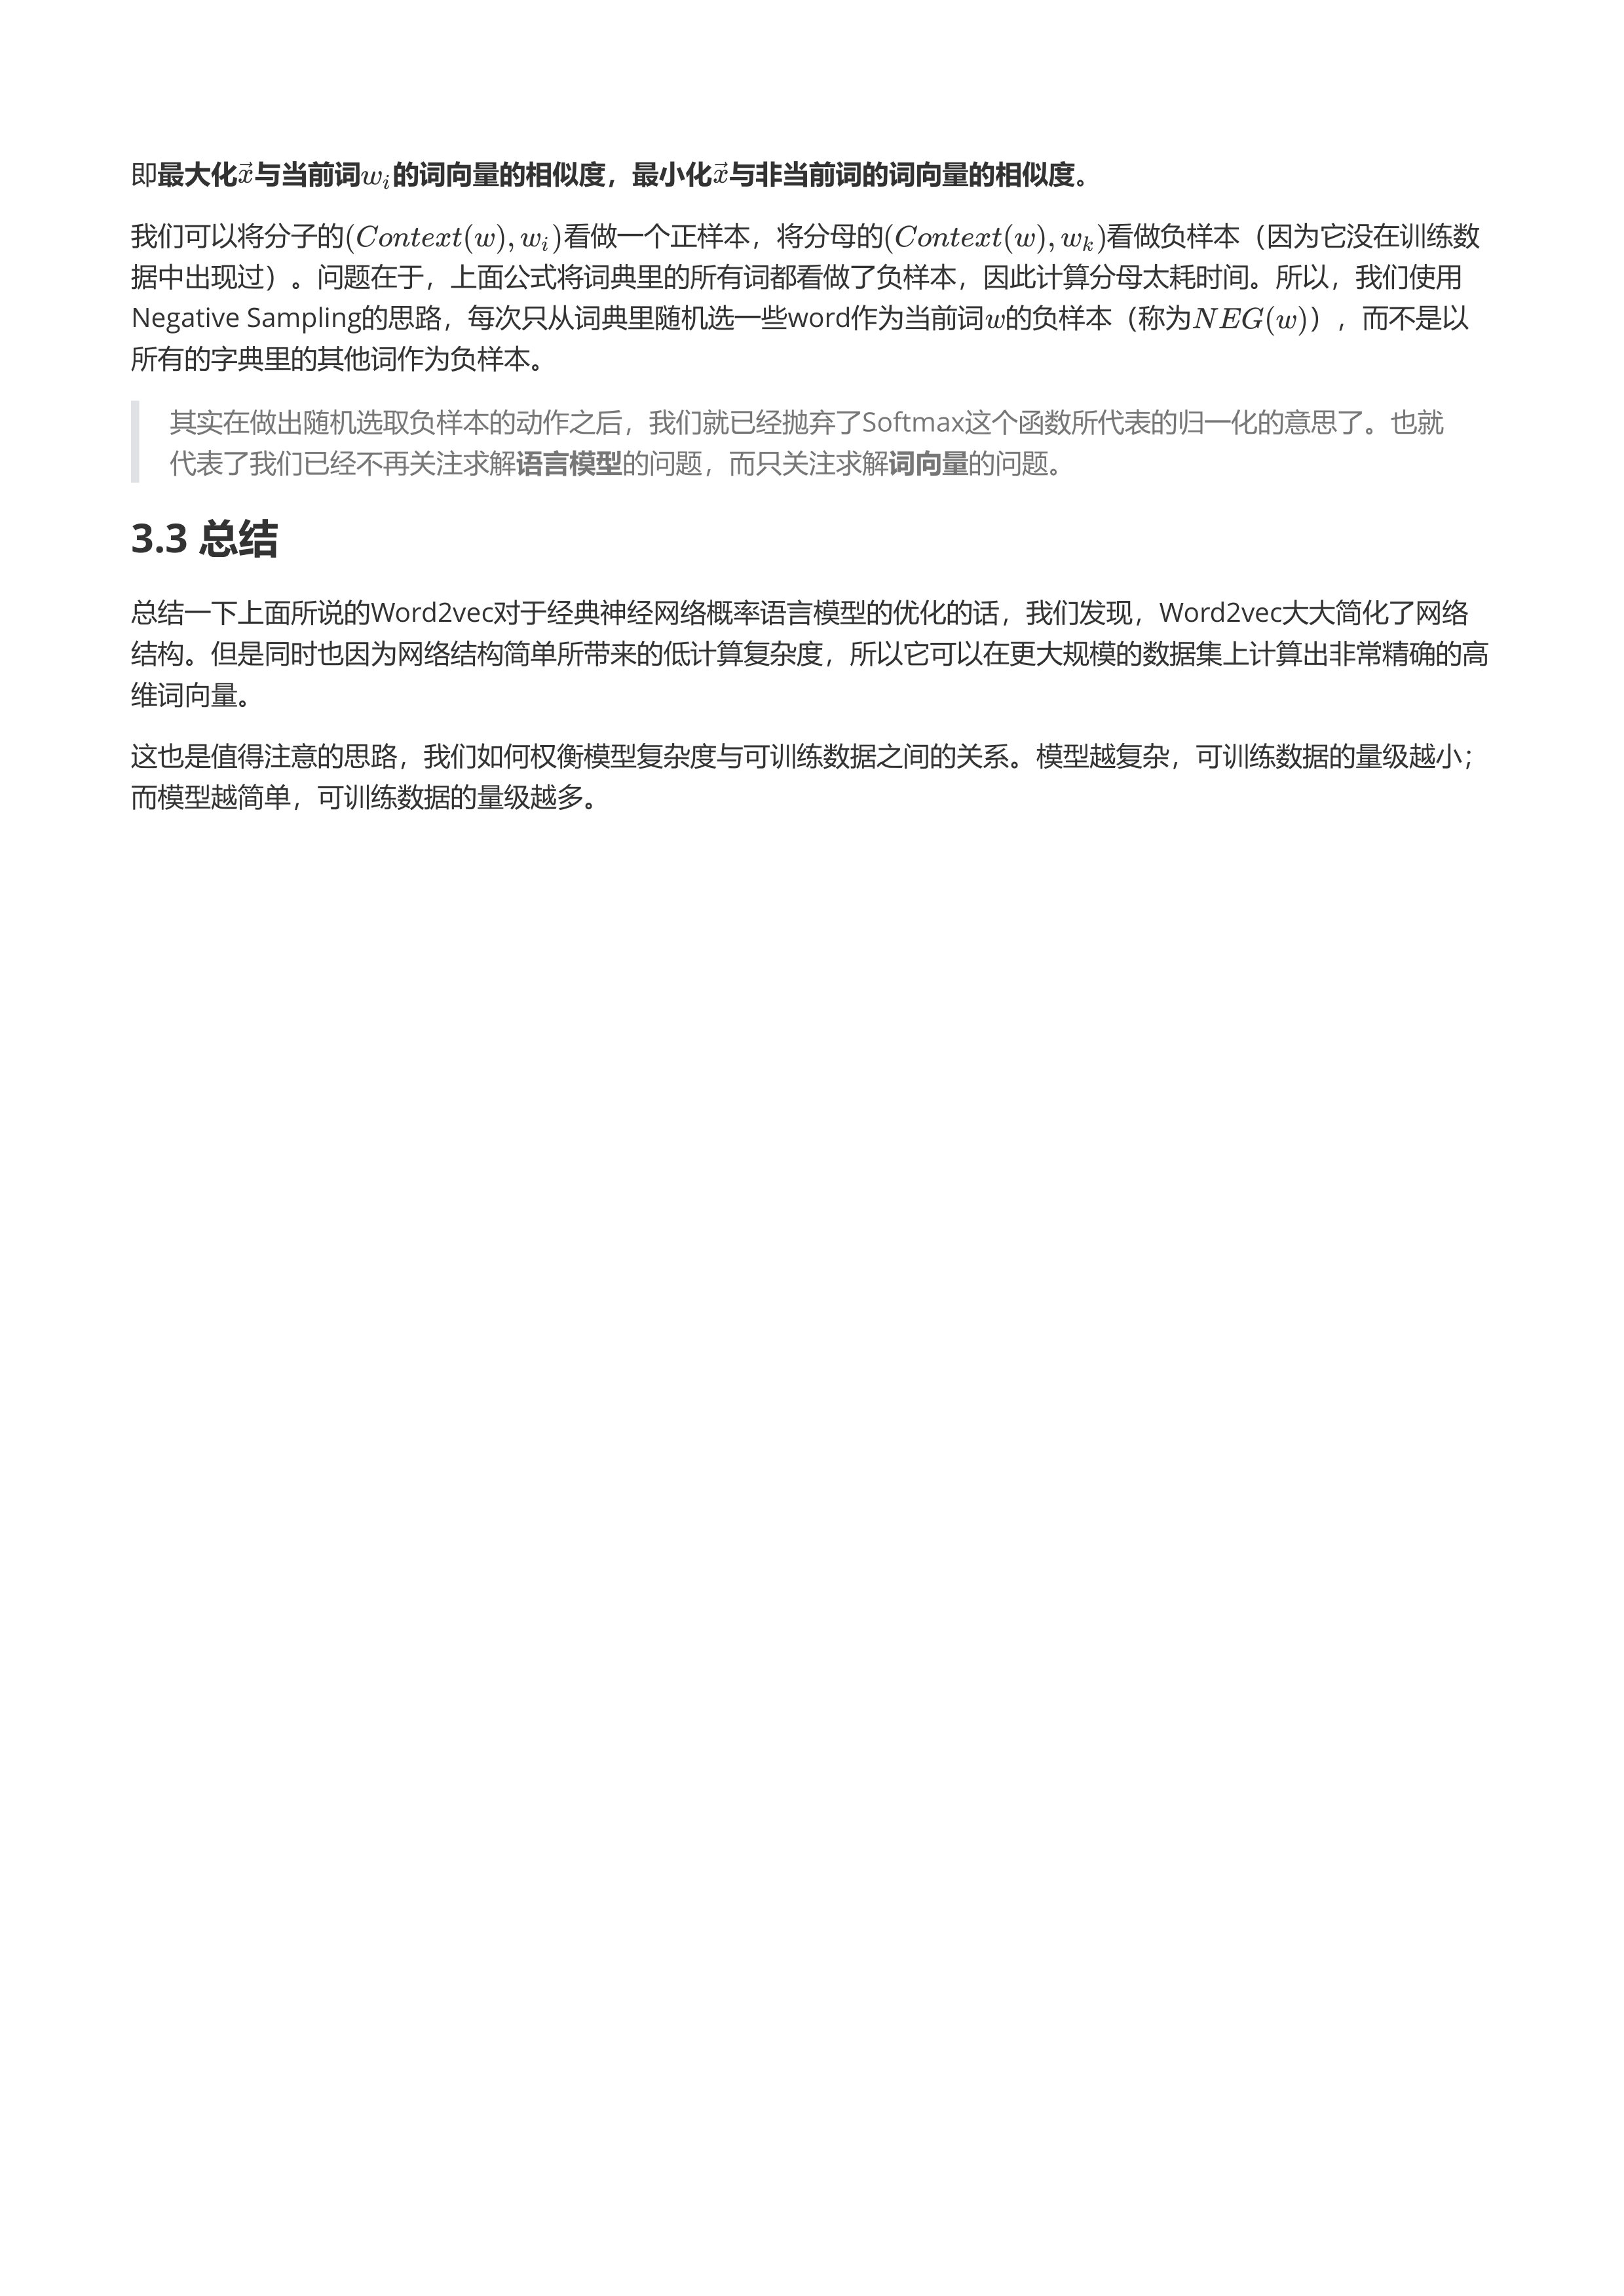 即最大化$\vec{x}$与当前词$w_i$的词向量的相似度，最小化$\vec{x}$与非当前词的词向量的相似度。
我们可以将分子的$(Context(w), w_i)$看做一个正样本，将分母的$(Context(w), w_k)$看做负样本（因为它没在训练数
据中出现过）。问题在于，上面公式将词典里的所有词都看做了负样本，因此计算分母太耗时间。所以，我们使用
Negative Sampling的思路，每次只从词典里随机选一些word作为当前词$w$的负样本（称为$NEG(w)$），而不是以
所有的字典里的其他词作为负样本。
其实在做出随机选取负样本的动作之后，我们就已经抛弃了Softmax这个函数所代表的归一化的意思了。也就
代表了我们已经不再关注求解语言模型的问题，而只关注求解词向量的问题。
3.3 总结
总结一下上面所说的Word2vec对于经典神经网络概率语言模型的优化的话，我们发现，Word2vec大大简化了网络
结构。但是同时也因为网络结构简单所带来的低计算复杂度，所以它可以在更大规模的数据集上计算出非常精确的高
维词向量。
这也是值得注意的思路，我们如何权衡模型复杂度与可训练数据之间的关系。模型越复杂，可训练数据的量级越小；
而模型越简单，可训练数据的量级越多。